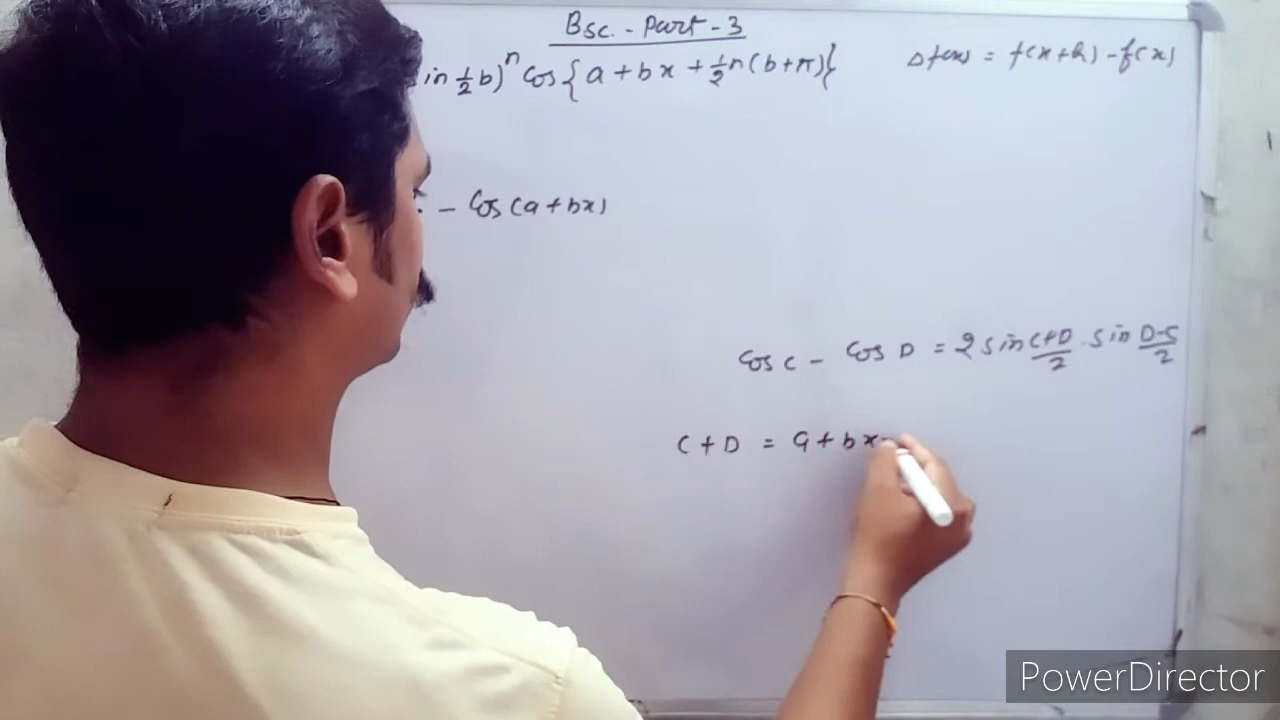 Bsc. - Part - 3
in 1/2 b)^n Cos{a + bx + 1/2 n(b+π)}
Δf(x) = f(x+h) - f(x)
- Cos(a+bx)
Cos C - Cos D = 2 sin C+D/2 . sin D-C/2
C + D = a + bx
PowerDirector